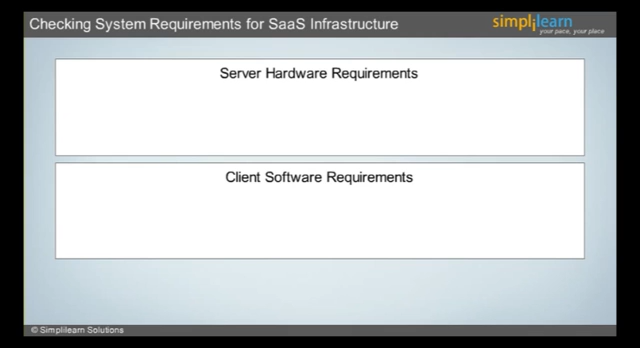 Checking System Requirements for SaaS Infrastructure
simplilearn
your pace, your place
Server Hardware Requirements
Client Software Requirements
© Simplilearn Solutions